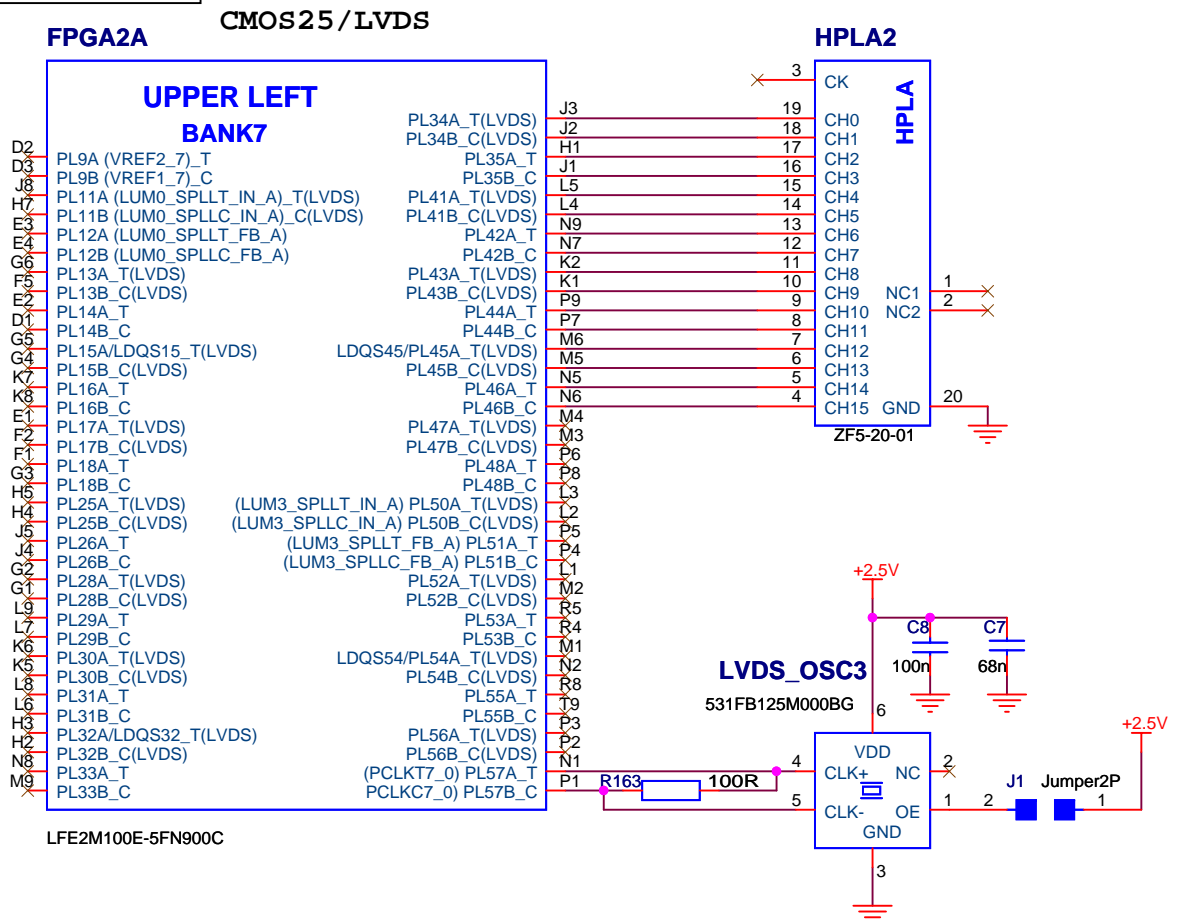 CMOS25/LVDS
FPGA2A
UPPER LEFT
BANK7
D2 PL9A (VREF2_7)_T
D3 PL9B (VREF1_7)_C
J8 PL11A (LUM0_SPLLT_IN_A)_T(LVDS)
H7 PL11B (LUM0_SPLLC_IN_A)_C(LVDS)
E3 PL12A (LUM0_SPLLT_FB_A)
E4 PL12B (LUM0_SPLLC_FB_A)
G6 PL13A_T(LVDS)
F5 PL13B_C(LVDS)
E2 PL14A_T
D1 PL14B_C
G5 PL15A/LDQS15_T(LVDS)
G4 PL15B_C(LVDS)
K7 PL16A_T
K8 PL16B_C
E1 PL17A_T(LVDS)
F2 PL17B_C(LVDS)
F1 PL18A_T
G3 PL18B_C
H5 PL25A_T(LVDS)
H4 PL25B_C(LVDS)
J5 PL26A_T
J4 PL26B_C
G2 PL28A_T(LVDS)
G1 PL28B_C(LVDS)
L9 PL29A_T
L7 PL29B_C
K6 PL30A_T(LVDS)
K5 PL30B_C(LVDS)
L8 PL31A_T
L6 PL31B_C
H3 PL32A/LDQS32_T(LVDS)
H2 PL32B_C(LVDS)
N8 PL33A_T
M9 PL33B_C
PL34A_T(LVDS) J3
PL34B_C(LVDS) J2
PL35A_T H1
PL35B_C J1
PL41A_T(LVDS) L5
PL41B_C(LVDS) L4
PL42A_T N9
PL42B_C N7
PL43A_T(LVDS) K2
PL43B_C(LVDS) K1
PL44A_T P9
PL44B_C P7
LDQS45/PL45A_T(LVDS) M6
PL45B_C(LVDS) M5
PL46A_T N5
PL46B_C N6
PL47A_T(LVDS) M4
PL47B_C(LVDS) M3
PL48A_T P6
PL48B_C P8
(LUM3_SPLLT_IN_A) PL50A_T(LVDS) L3
(LUM3_SPLLC_IN_A) PL50B_C(LVDS) L2
(LUM3_SPLLT_FB_A) PL51A_T P5
(LUM3_SPLLC_FB_A) PL51B_C P4
PL52A_T(LVDS) L1
PL52B_C(LVDS) M2
PL53A_T R5
PL53B_C R4
LDQS54/PL54A_T(LVDS) M1
PL54B_C(LVDS) N2
PL55A_T R8
PL55B_C T9
PL56A_T(LVDS) P3
PL56B_C(LVDS) P2
(PCLKT7_0) PL57A_T N1
(PCLKC7_0) PL57B_C P1
LFE2M100E-5FN900C
HPLA2
HPLA
3 CK
19 CH0
18 CH1
17 CH2
16 CH3
15 CH4
14 CH5
13 CH6
12 CH7
11 CH8
10 CH9
9 CH10
8 CH11
7 CH12
6 CH13
5 CH14
4 CH15
NC1 1
NC2 2
GND 20
ZF5-20-01
+2.5V
C8
100n
C7
68n
LVDS_OSC3
531FB125M000BG
6
VDD
4 CLK+
NC 2
5 CLK-
OE 1
GND
3
R163
100R
J1
Jumper2P
2
1
+2.5V